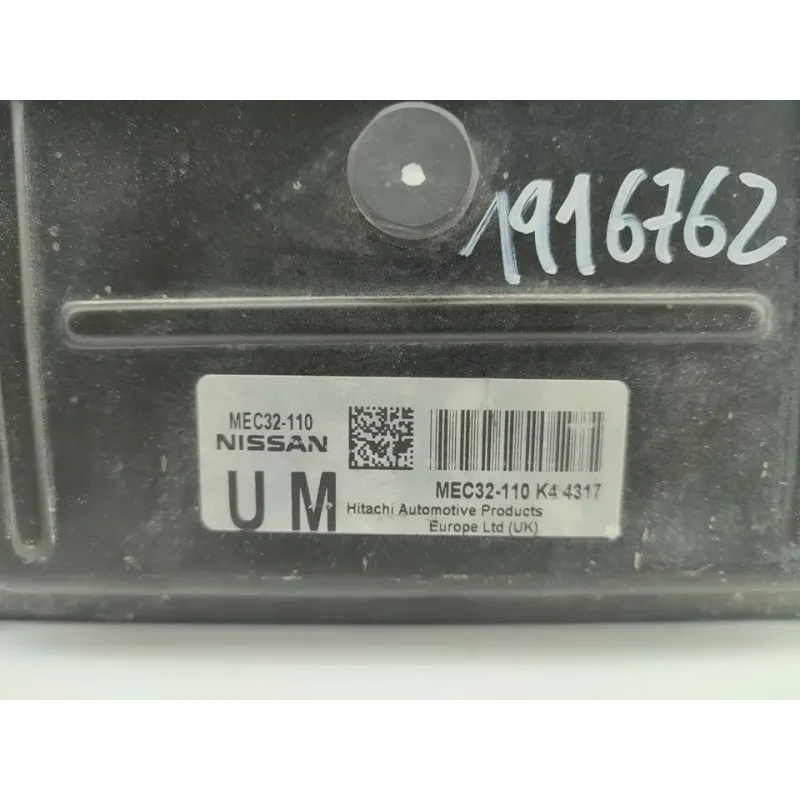 1916762
MEC32-110
NISSAN
U M
MEC32-110 K4 4317
Hitachi Automotive Products
Europe Ltd (UK)